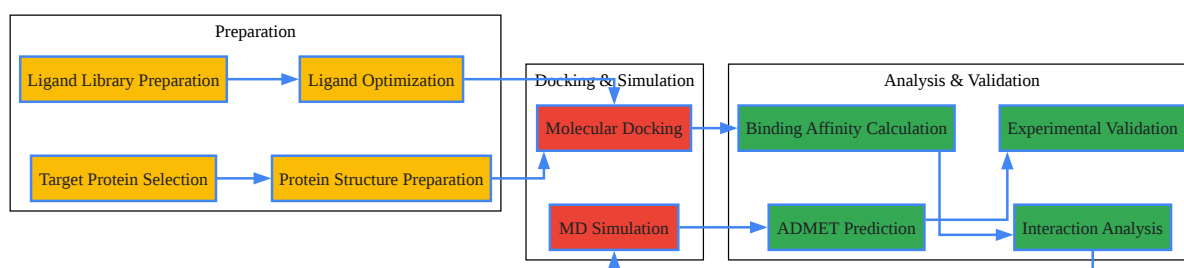 Preparation
Ligand Library Preparation
Ligand Optimization
Target Protein Selection
Protein Structure Preparation
Docking & Simulation
Molecular Docking
MD Simulation
Analysis & Validation
Binding Affinity Calculation
Experimental Validation
ADMET Prediction
Interaction Analysis